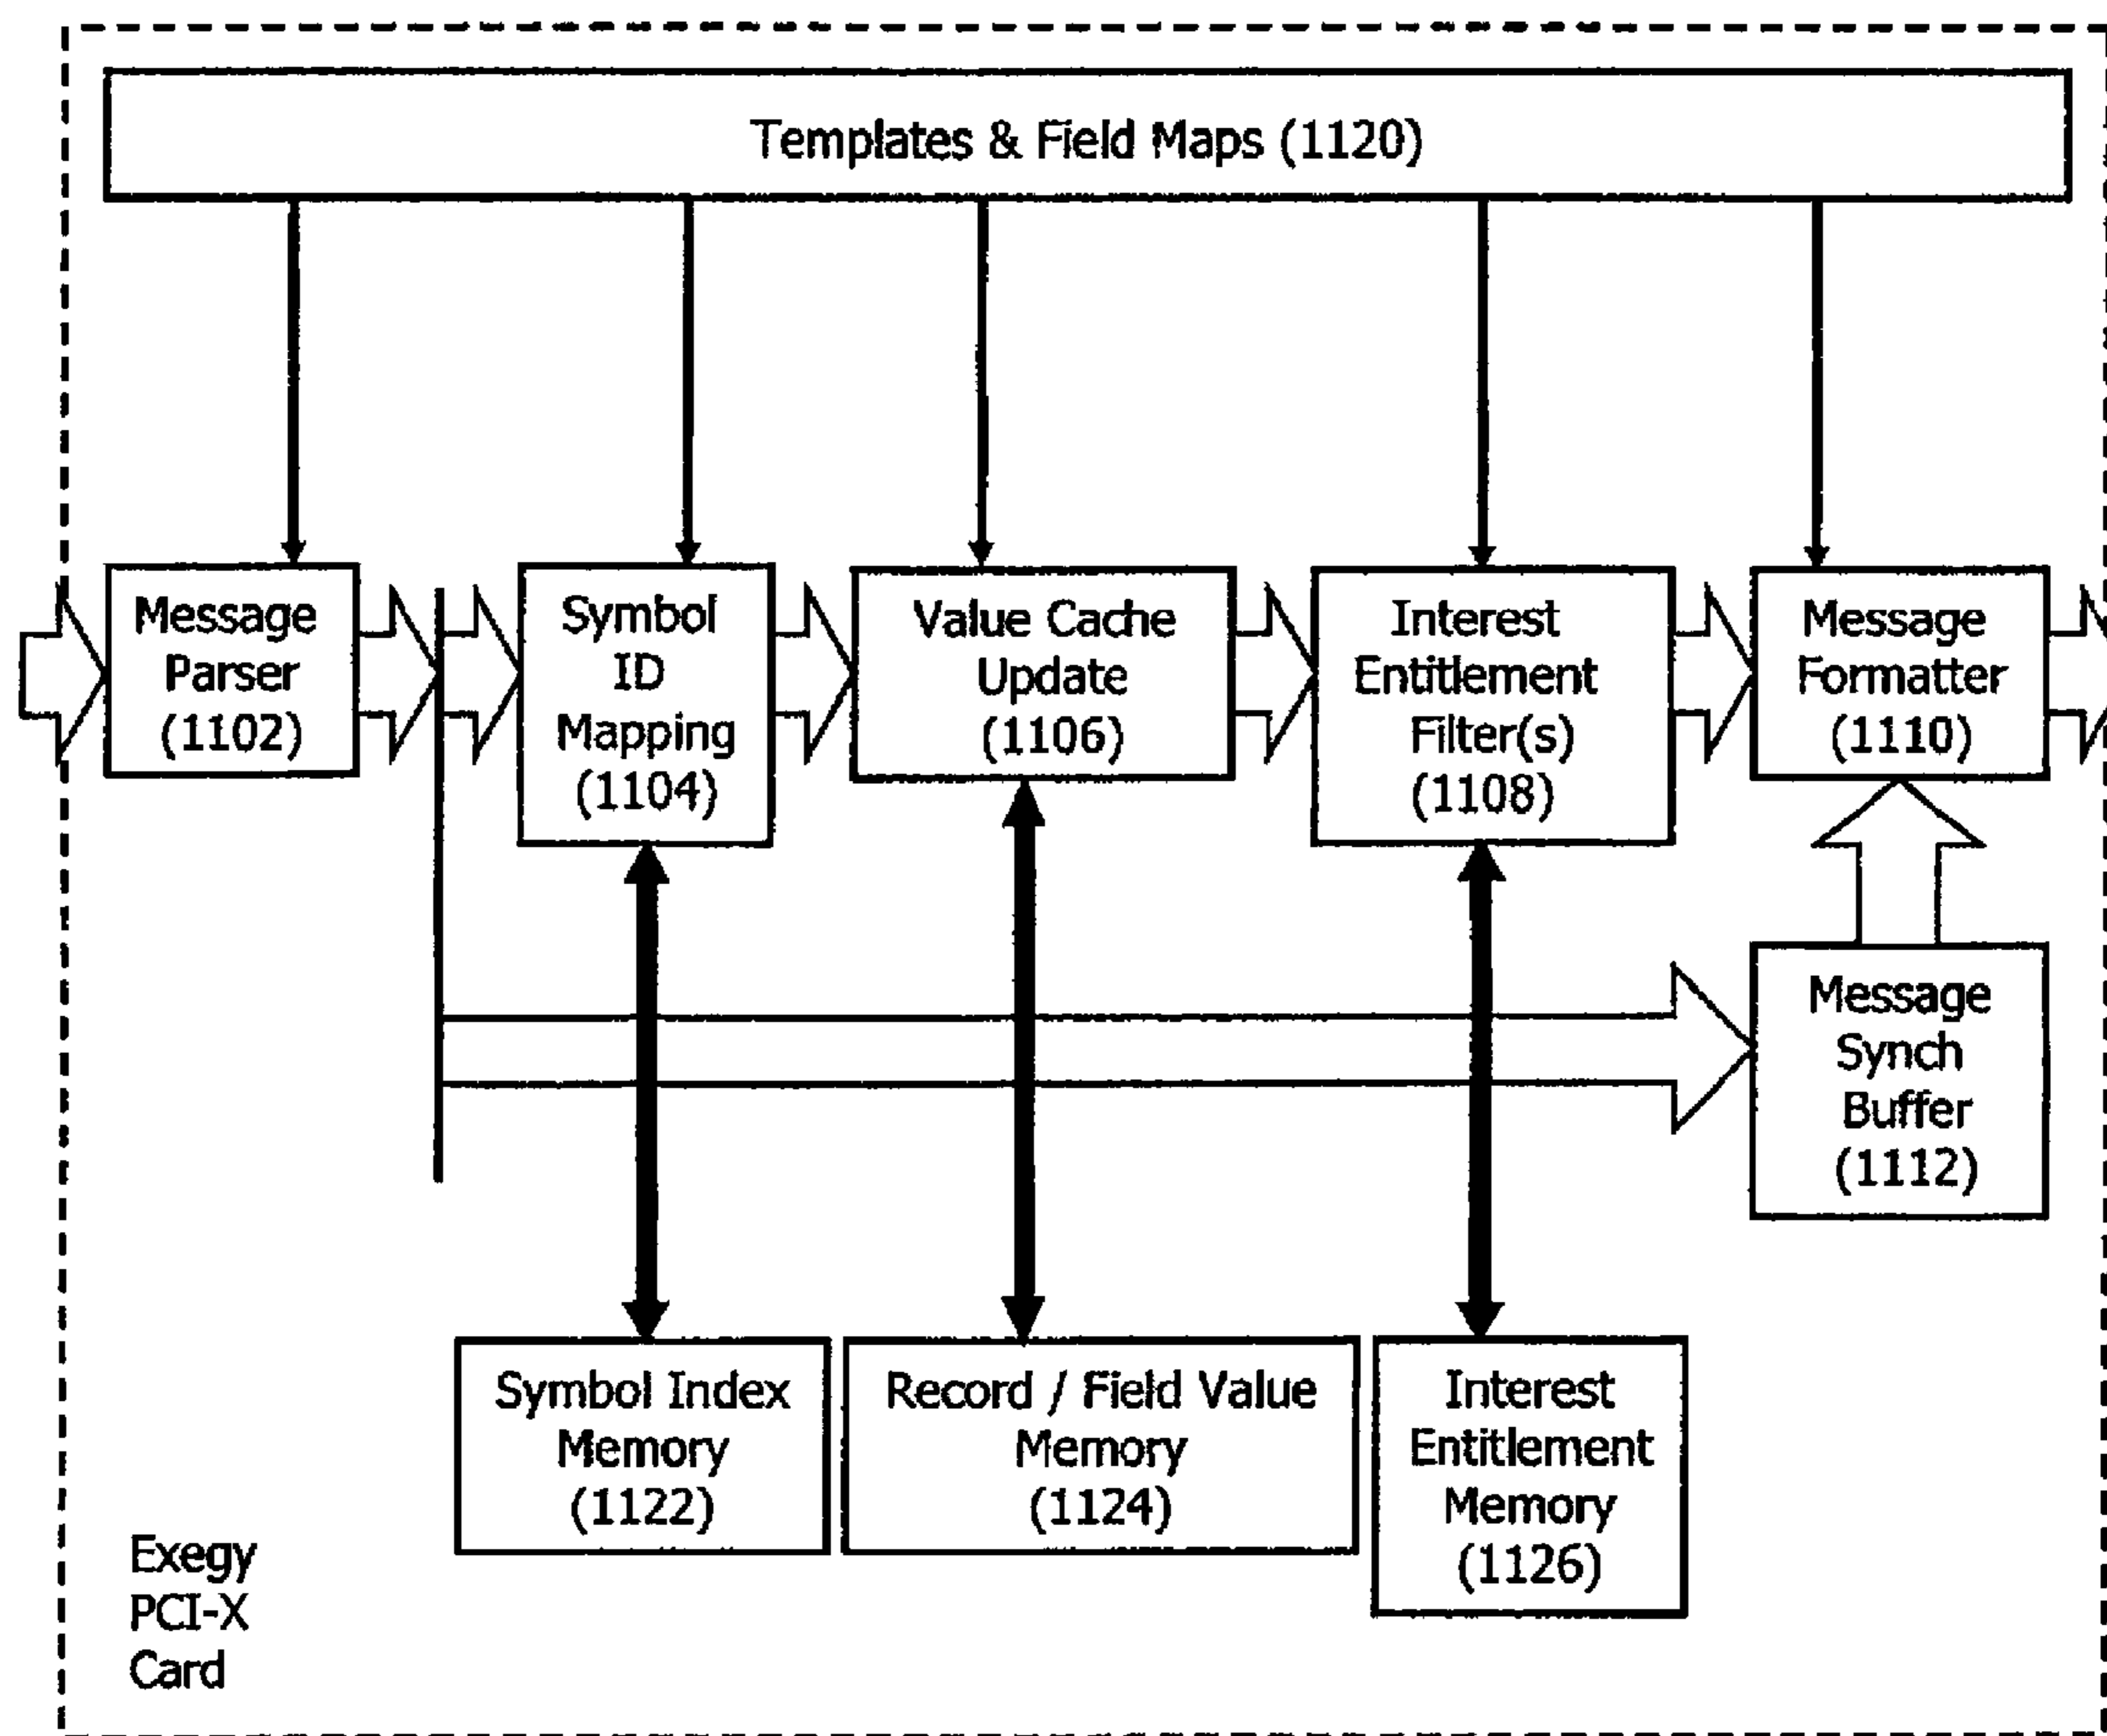 Templates & Field Maps (1120)
Message
Parser
(1102)
Symbol
ID
Mapping
(1104)
Value Cache
Update
(1106)
Interest
Entitlement
Filter(s)
(1108)
Message
Formatter
(1110)
Message
Synch
Buffer
(1112)
Symbol Index
Memory
(1122)
Record / Field Value
Memory
(1124)
Interest
Entitlement
Memory
(1126)
Exegy
PCI-X
Card